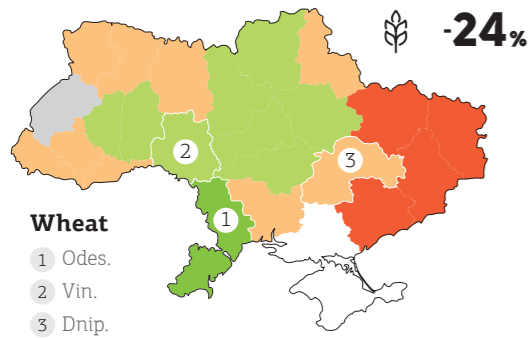 -24%
2
3
1
Wheat
1 Odes.
2 Vin.
3 Dnip.